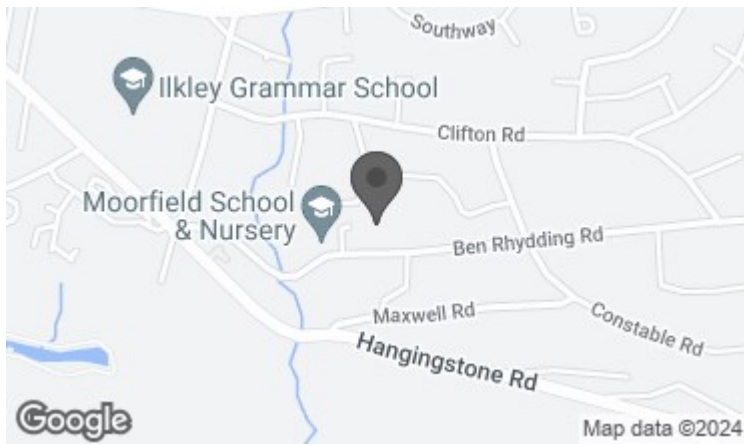 Southway
Ilkley Grammar School
Clifton Rd
Moorfield School
& Nursery
Ben Rhydding Rd
Maxwell Rd
Constable Rd
Hangingstone Rd
Google
Map data ©2024